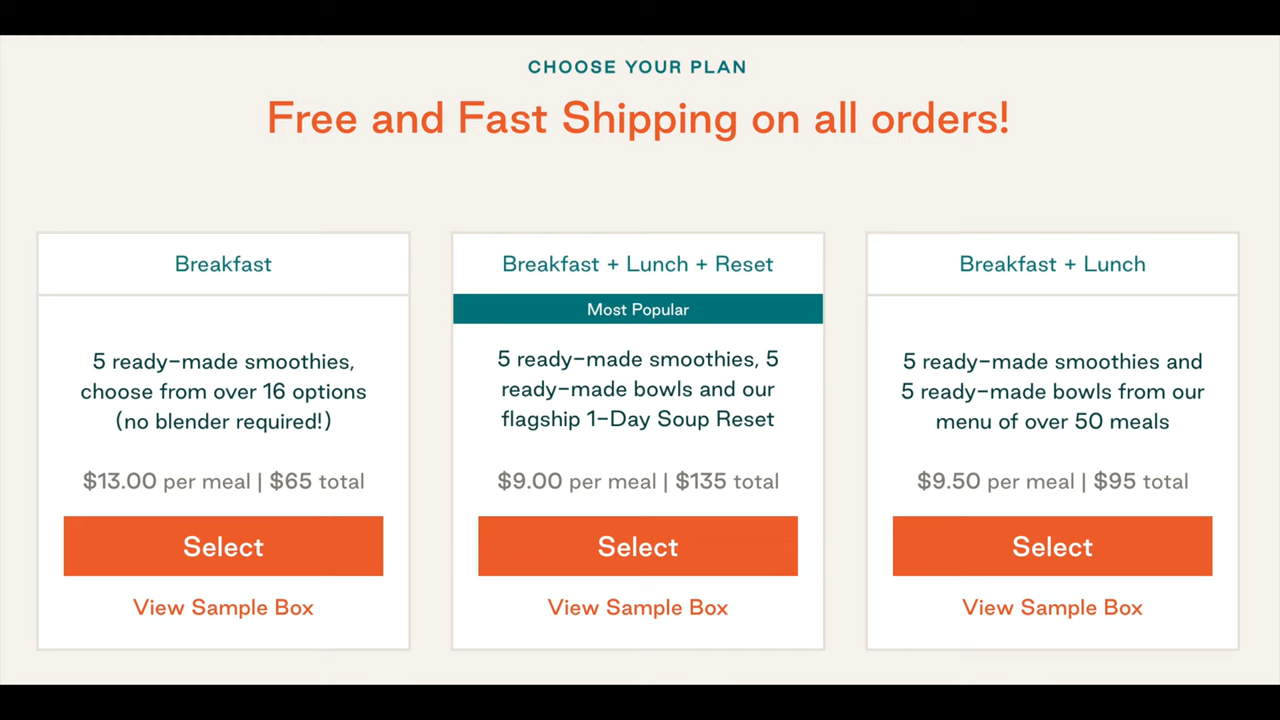 CHOOSE YOUR PLAN
Free and Fast Shipping on all orders!
Breakfast
5 ready-made smoothies,
choose from over 16 options
(no blender required!)
$13.00 per meal | $65 total
Select
View Sample Box
Breakfast + Lunch + Reset
Most Popular
5 ready-made smoothies, 5
ready-made bowls and our
flagship 1-Day Soup Reset
$9.00 per meal | $135 total
Select
View Sample Box
Breakfast + Lunch
5 ready-made smoothies and
5 ready-made bowls from our
menu of over 50 meals
$9.50 per meal | $95 total
Select
View Sample Box